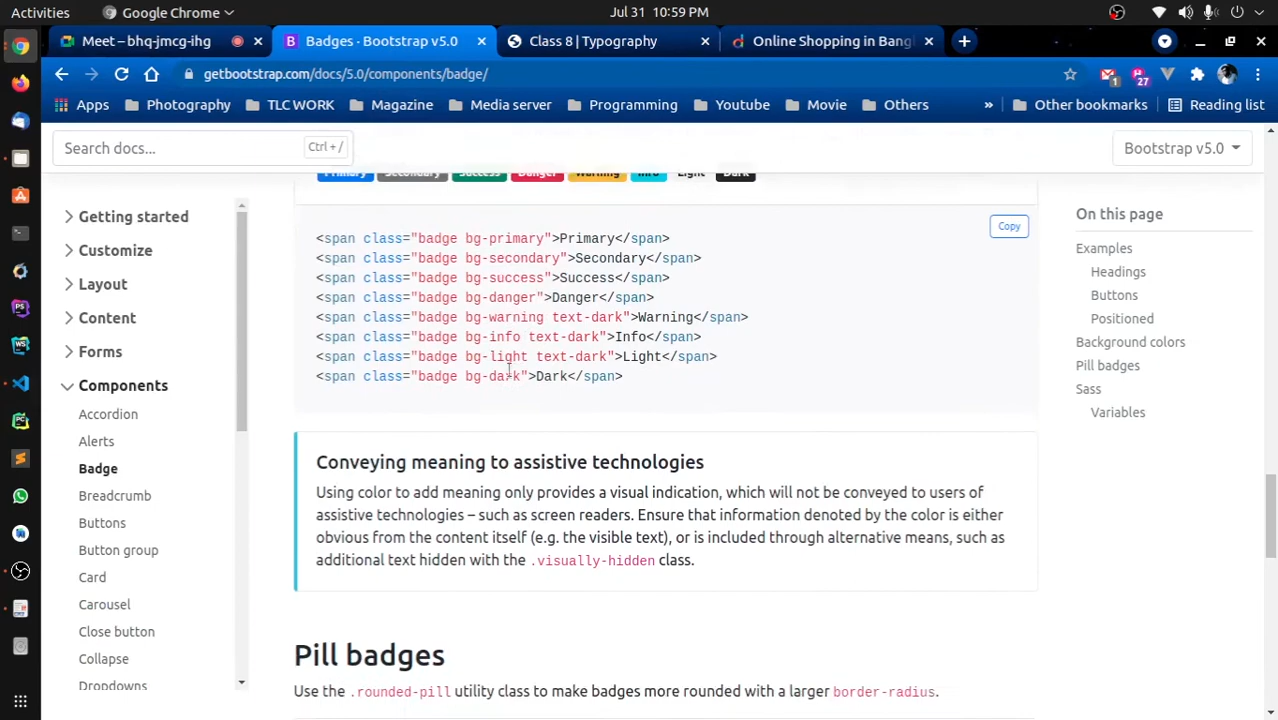 Activities
Google Chrome
Jul 31 10:59 PM
Meet – bhq-jmcg-ihg
Badges · Bootstrap v5.0
Class 8 | Typography
Online Shopping in Bangl
getbootstrap.com/docs/5.0/components/badge/
1
27
Apps
Photography
TLC WORK
Magazine
Media server
Programming
Youtube
Movie
Others
»
Other bookmarks
Reading list
Search docs...
Ctrl + /
Bootstrap v5.0
Primary Secondary Success Danger Warning Info Light Dark
Getting started
Customize
Layout
Content
Forms
Components
Accordion
Alerts
Badge
Breadcrumb
Buttons
Button group
Card
Carousel
Close button
Collapse
Dropdowns
Copy
<span class="badge bg-primary">Primary</span>
<span class="badge bg-secondary">Secondary</span>
<span class="badge bg-success">Success</span>
<span class="badge bg-danger">Danger</span>
<span class="badge bg-warning text-dark">Warning</span>
<span class="badge bg-info text-dark">Info</span>
<span class="badge bg-light text-dark">Light</span>
<span class="badge bg-dark">Dark</span>
Conveying meaning to assistive technologies
Using color to add meaning only provides a visual indication, which will not be conveyed to users of
assistive technologies – such as screen readers. Ensure that information denoted by the color is either
obvious from the content itself (e.g. the visible text), or is included through alternative means, such as
additional text hidden with the .visually-hidden class.
Pill badges
Use the .rounded-pill utility class to make badges more rounded with a larger border-radius.
On this page
Examples
Headings
Buttons
Positioned
Background colors
Pill badges
Sass
Variables